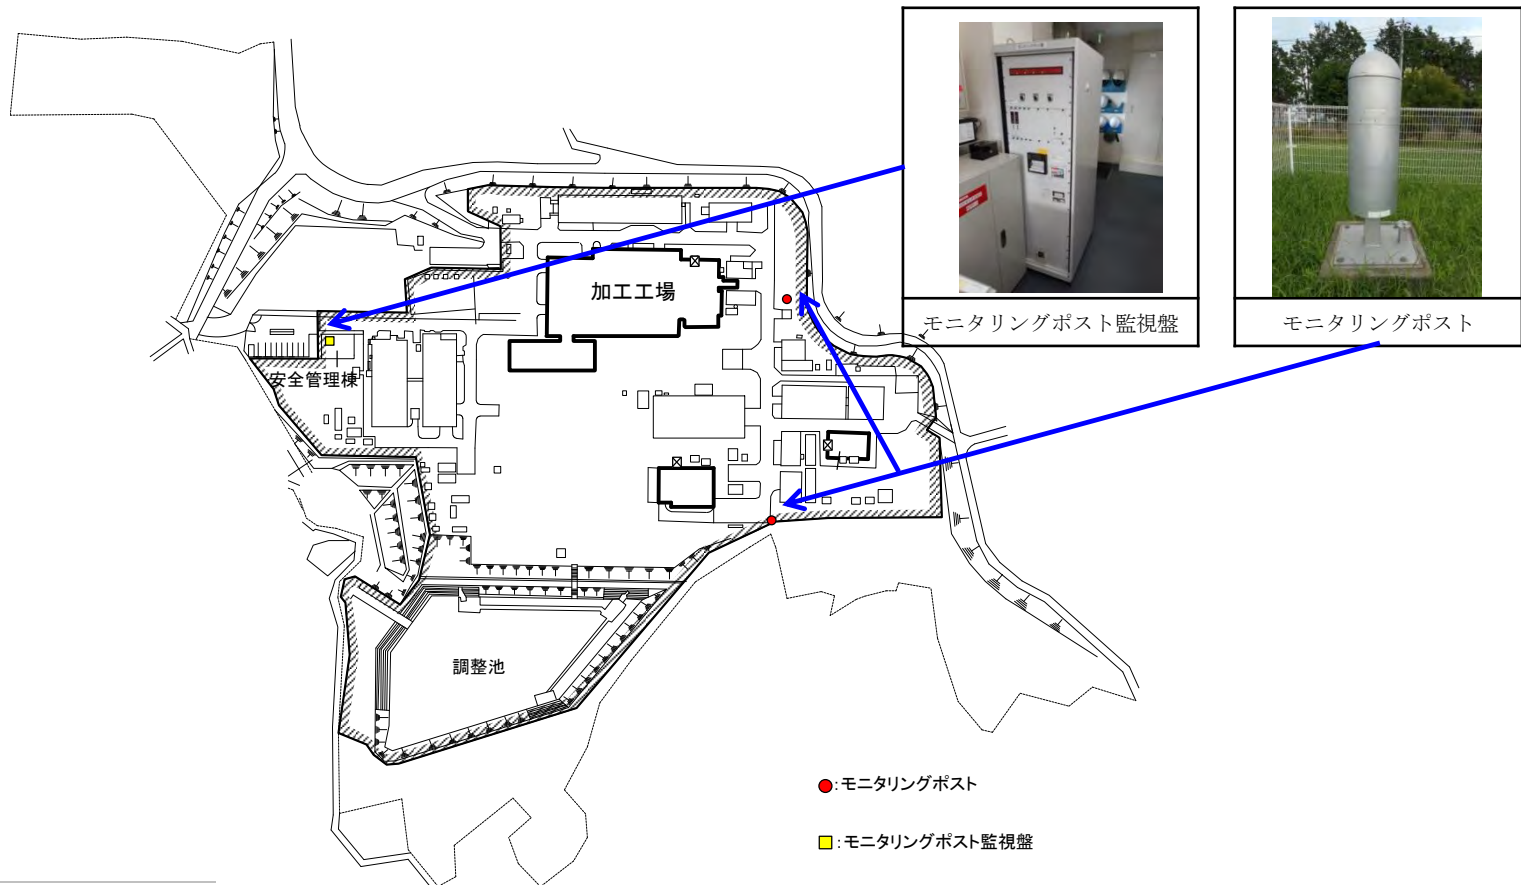 モニタリングポスト監視盤
モニタリングポスト
加工工場
安全管理棟
調整池
:モニタリングポスト
:モニタリングポスト監視盤